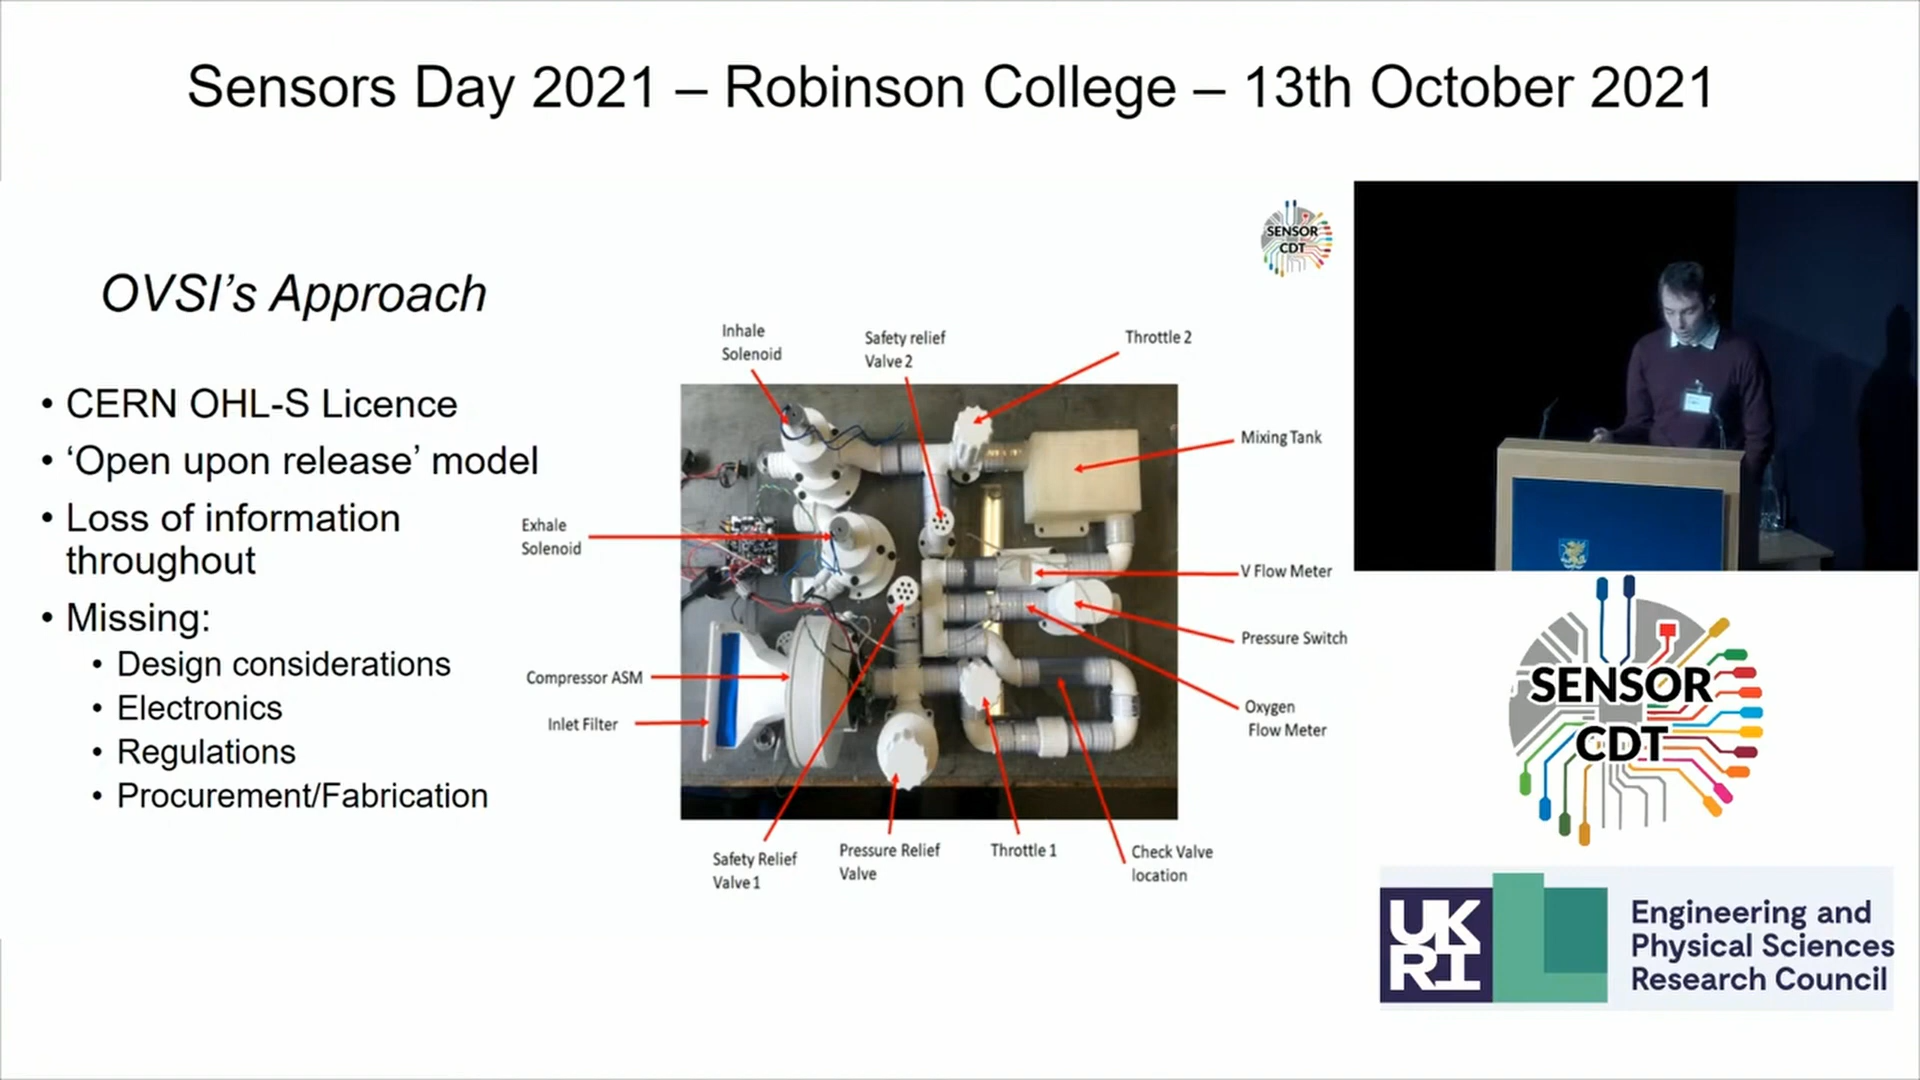 Sensors Day 2021 – Robinson College – 13th October 2021
SENSOR
CDT
OVSI's Approach
• CERN OHL-S Licence
• 'Open upon release' model
• Loss of information
throughout
• Missing:
• Design considerations
• Electronics
• Regulations
• Procurement/Fabrication
Inhale
Solenoid
Safety relief
Valve 2
Throttle 2
Mixing Tank
Exhale
Solenoid
V Flow Meter
Pressure Switch
Compressor ASM
Inlet Filter
Oxygen
Flow Meter
Safety Relief
Valve 1
Pressure Relief
Valve
Throttle 1
Check Valve
location
SENSOR
CDT
UK
RI
Engineering and
Physical Sciences
Research Council